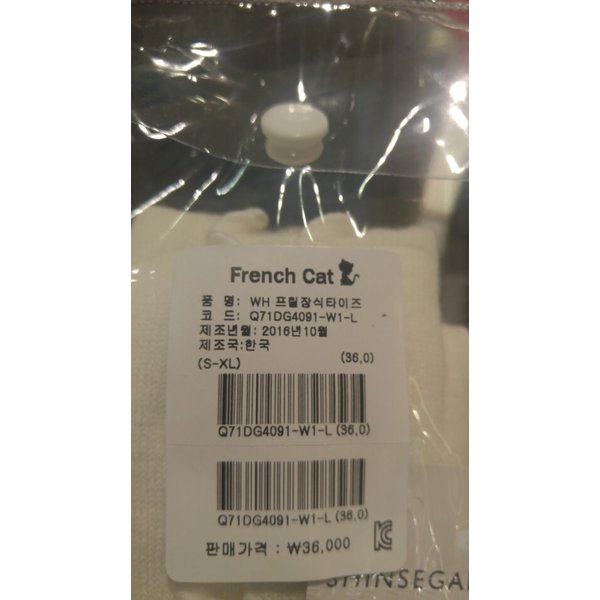 French Cat
품 명: WH 프릴장식타이즈
코 드: Q71DG4091-W1-L
제조년월: 2016년10월
제조국:한국
(S-XL) (36,0)
Q71DG4091-W1-L (36,0)
Q71DG4091-W1-L (36,0)
판매가격 : ₩36,000
SHINSEGAE